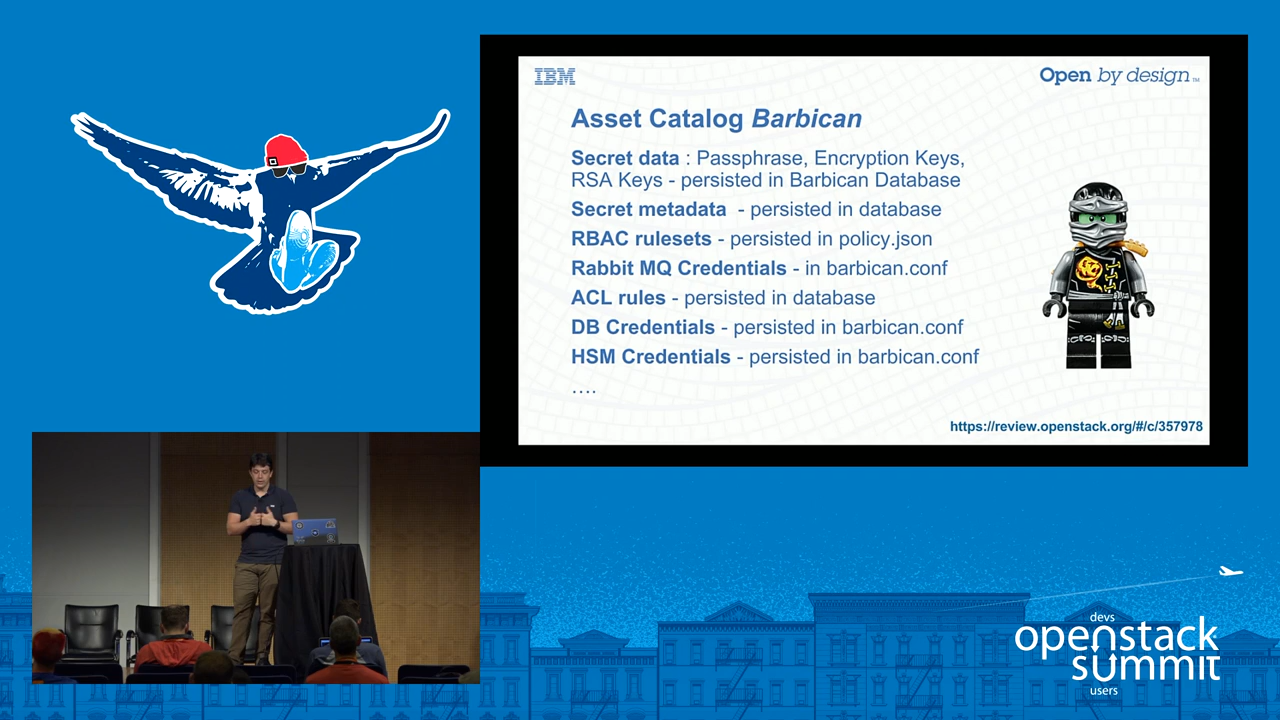 IBM
Open by design™
Asset Catalog Barbican
Secret data : Passphrase, Encryption Keys,
RSA Keys - persisted in Barbican Database
Secret metadata - persisted in database
RBAC rulesets - persisted in policy.json
Rabbit MQ Credentials - in barbican.conf
ACL rules - persisted in database
DB Credentials - persisted in barbican.conf
HSM Credentials - persisted in barbican.conf
....
https://review.openstack.org/#/c/357978
devs
openstack
summit
users